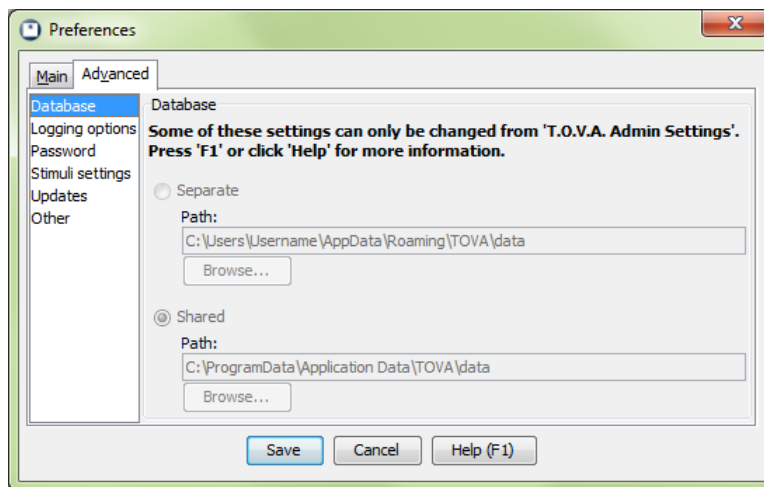 Preferences
Main
Advanced
Database
Logging options
Password
Stimuli settings
Updates
Other
Database
Some of these settings can only be changed from 'T.O.V.A. Admin Settings'.
Press 'F1' or click 'Help' for more information.
Separate
Path:
C:\Users\Username\AppData\Roaming\TOVA\data
Browse...
Shared
Path:
C:\ProgramData\Application Data\TOVA\data
Browse...
Save
Cancel
Help (F1)